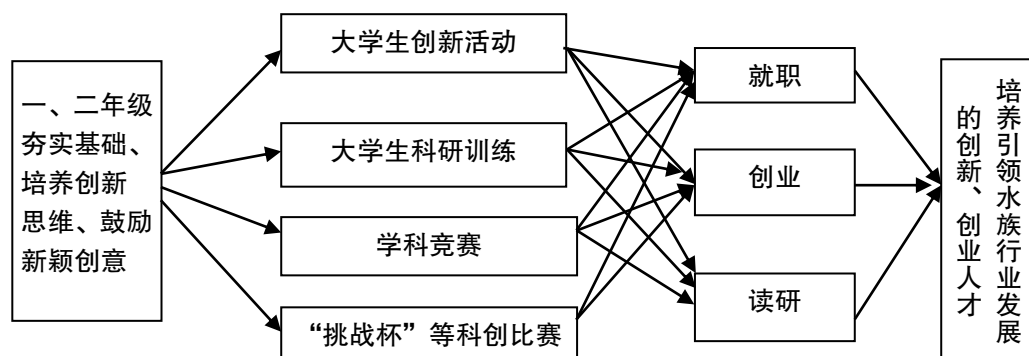 一、二年级
夯实基础、
培养创新
思维、鼓励
新颖创意
大学生创新活动
大学生科研训练
学科竞赛
“挑战杯”等科创比赛
就职
创业
读研
培养引领水族行业发展
的创新、创业人才